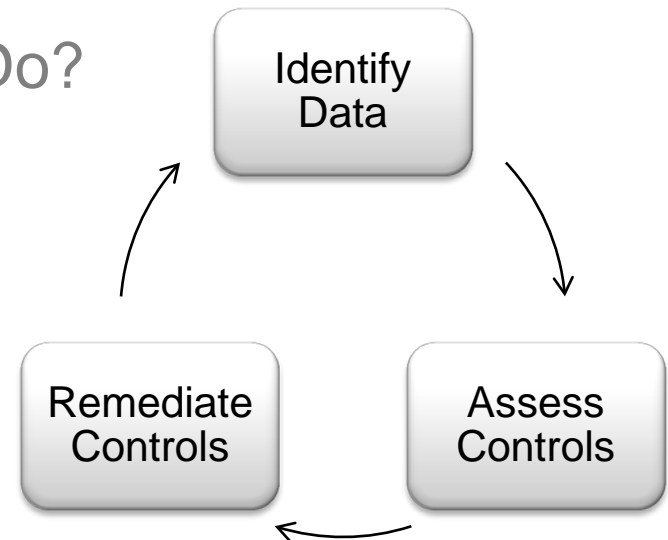 Do?
Identify
Data
Remediate
Controls
Assess
Controls